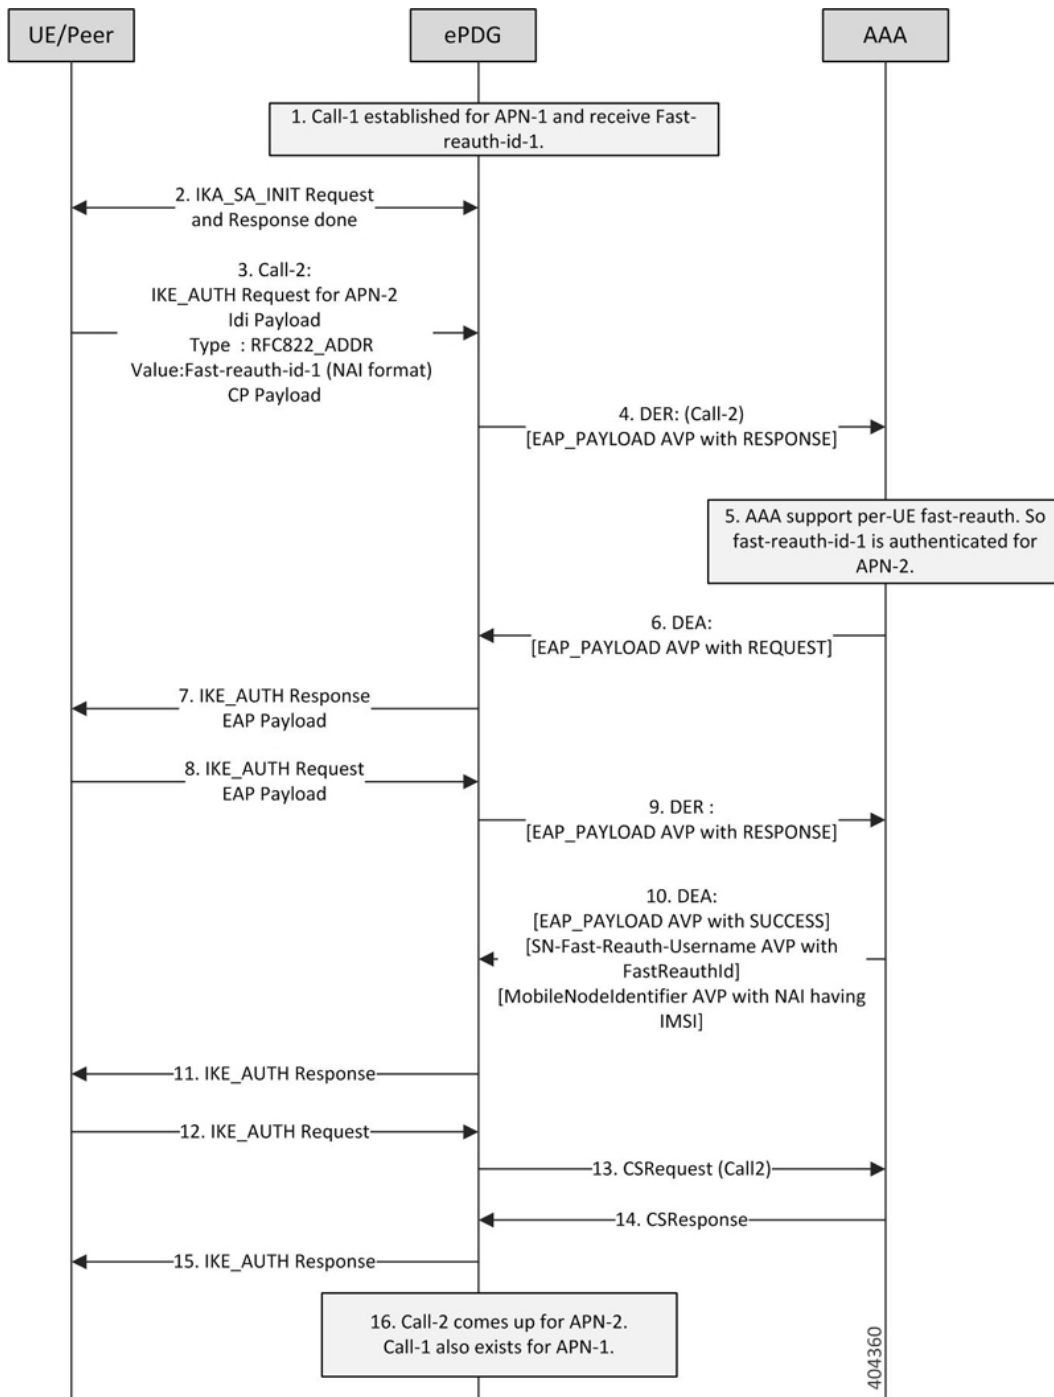 UE/Peer
ePDG
AAA
1. Call-1 established for APN-1 and receive Fast-
reauth-id-1.
2. IKA_SA_INIT Request
and Response done
3. Call-2:
IKE_AUTH Request for APN-2
Idi Payload
Type : RFC822_ADDR
Value:Fast-reauth-id-1 (NAI format)
CP Payload
4. DER: (Call-2)
[EAP_PAYLOAD AVP with RESPONSE]
5. AAA support per-UE fast-reauth. So
fast-reauth-id-1 is authenticated for
APN-2.
6. DEA:
[EAP_PAYLOAD AVP with REQUEST]
7. IKE_AUTH Response
EAP Payload
8. IKE_AUTH Request
EAP Payload
9. DER :
[EAP_PAYLOAD AVP with RESPONSE]
10. DEA:
[EAP_PAYLOAD AVP with SUCCESS]
[SN-Fast-Reauth-Username AVP with
FastReauthId]
[MobileNodeIdentifier AVP with NAI having
IMSI]
11. IKE_AUTH Response
12. IKE_AUTH Request
13. CSRequest (Call2)
14. CSResponse
15. IKE_AUTH Response
16. Call-2 comes up for APN-2.
Call-1 also exists for APN-1.
404360